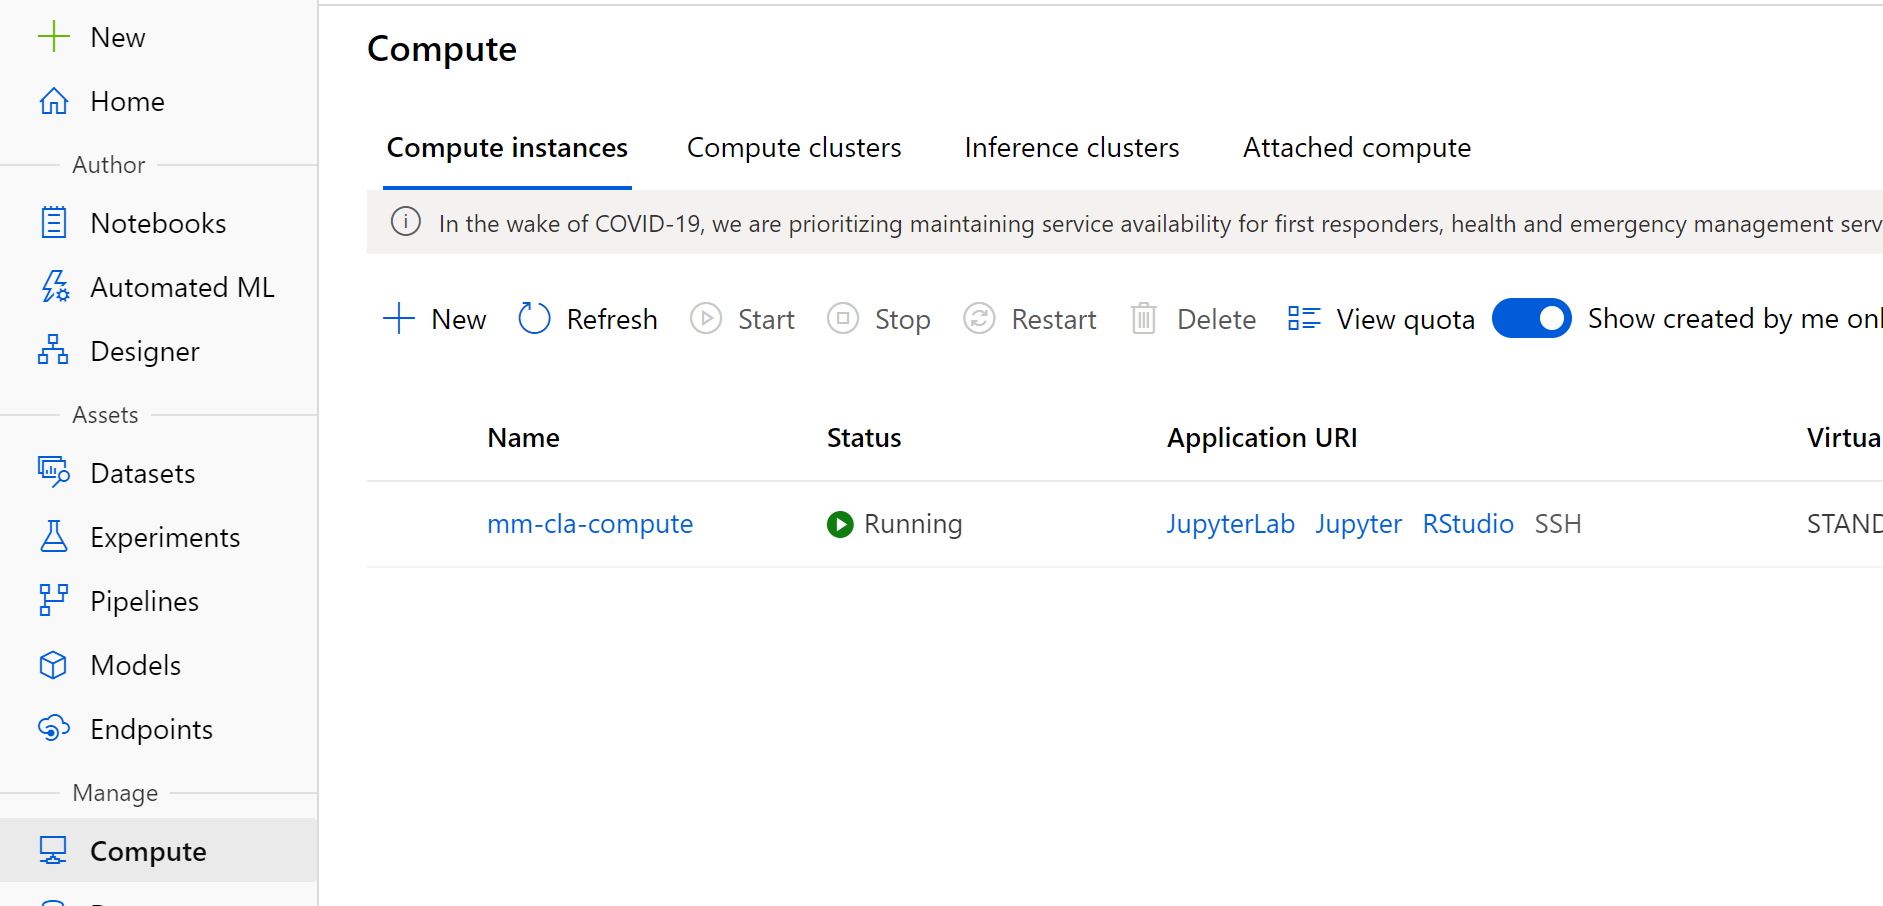 New
Home
Author
Notebooks
Automated ML
Designer
Assets
Datasets
Experiments
Pipelines
Models
Endpoints
Manage
Compute
Compute
Compute instances Compute clusters Inference clusters Attached compute
In the wake of COVID-19, we are prioritizing maintaining service availability for first responders, health and emergency management serv
New Refresh Start Stop Restart Delete View quota Show created by me onl
Name Status Application URI Virtua
mm-cla-compute Running JupyterLab Jupyter RStudio SSH STAND